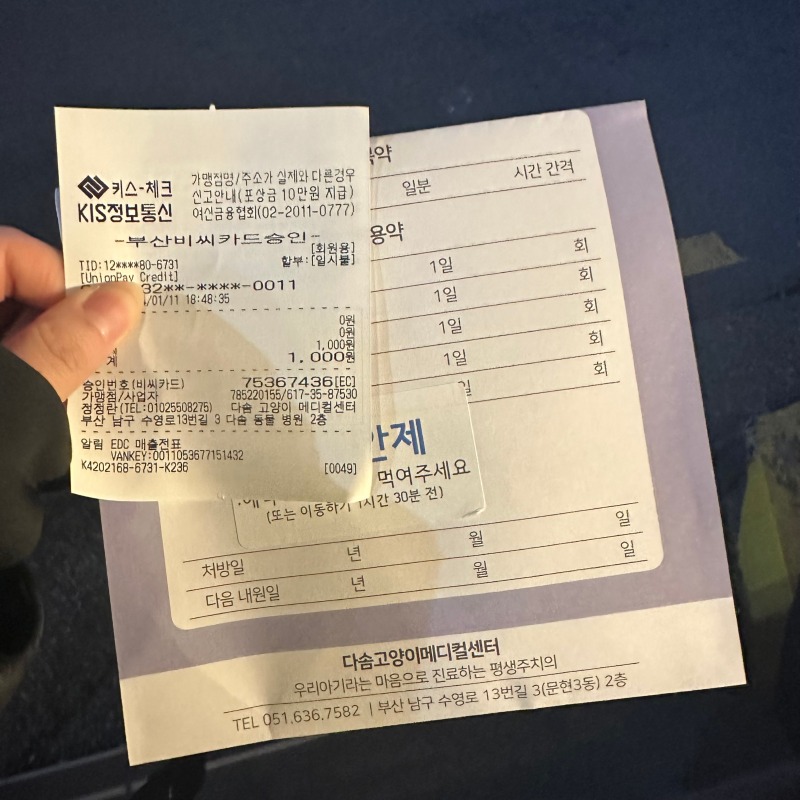 키스-체크
KIS정보통신
가맹점명/주소가 실제와 다른경우
신고안내(포상금 10만원 지급)
여신금융협회(02-2011-0777)
-부산비씨카드승인-
[회원용]
TID:12****80-6731
할부:[일시불]
[UnionPay Credit]
32**-****-0011
/01/11 18:48:35
0원
0원
1,000원
계 1,000원
승인번호(비씨카드) 75367436[EC]
가맹점/사업자 785220155/617-35-87530
정정란(TEL:01025508275) 다솜 고양이 메디컬센터
부산 남구 수영로13번길 3 다솜 동물 병원 2층
알림 EDC 매출전표
VANKEY:0011053677151432
K4202168-6731-K236 [0049]
약
일분 시간 간격
용약
1일 회
1일 회
1일 회
1일 회
일 회
안제
먹여주세요
(또는 이동하기 1시간 30분 전)
처방일 년 월 일
다음 내원일 년 월 일
다솜고양이메디컬센터
우리아기라는 마음으로 진료하는 평생주치의
TEL 051.636.7582 | 부산 남구 수영로 13번길 3(문현3동) 2층